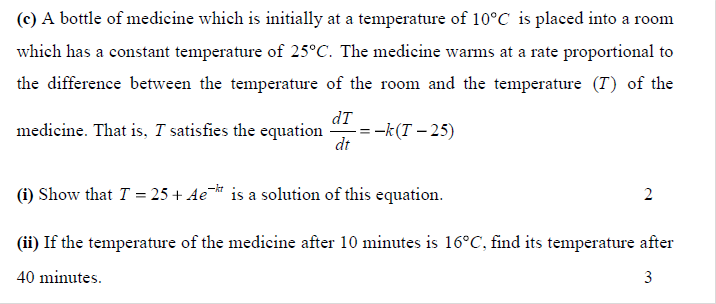 (c) A bottle of medicine which is initially at a temperature of 10°C is placed into a room
which has a constant temperature of 25°C. The medicine warms at a rate proportional to
the difference between the temperature of the room and the temperature (T) of the
medicine. That is, T satisfies the equation dT/dt = −k(T − 25)
(i) Show that T = 25 + Ae^{−kt} is a solution of this equation. 2
(ii) If the temperature of the medicine after 10 minutes is 16°C, find its temperature after
40 minutes. 3